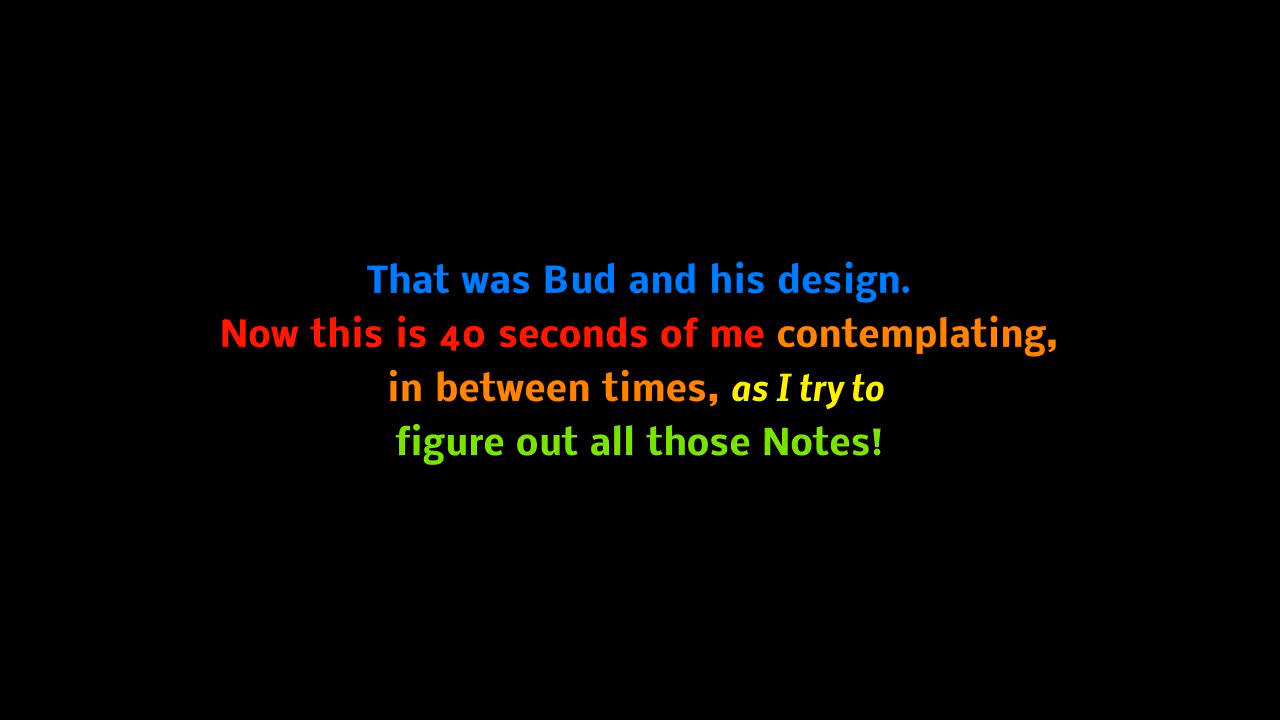 That was Bud and his design.
Now this is 40 seconds of me contemplating,
in between times, as I try to
figure out all those Notes!